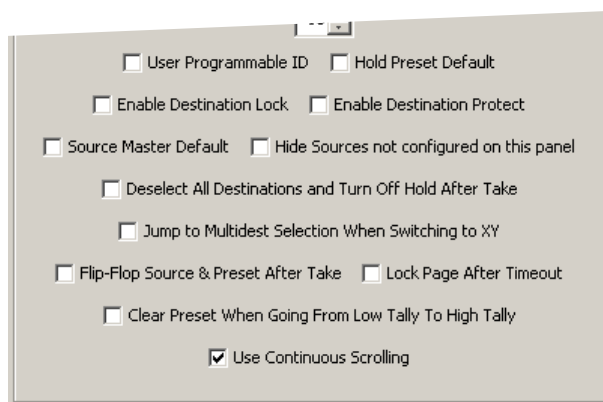 User Programmable ID Hold Preset Default
Enable Destination Lock Enable Destination Protect
Source Master Default Hide Sources not configured on this panel
Deselect All Destinations and Turn Off Hold After Take
Jump to Multidest Selection When Switching to XY
Flip-Flop Source & Preset After Take Lock Page After Timeout
Clear Preset When Going From Low Tally To High Tally
Use Continuous Scrolling